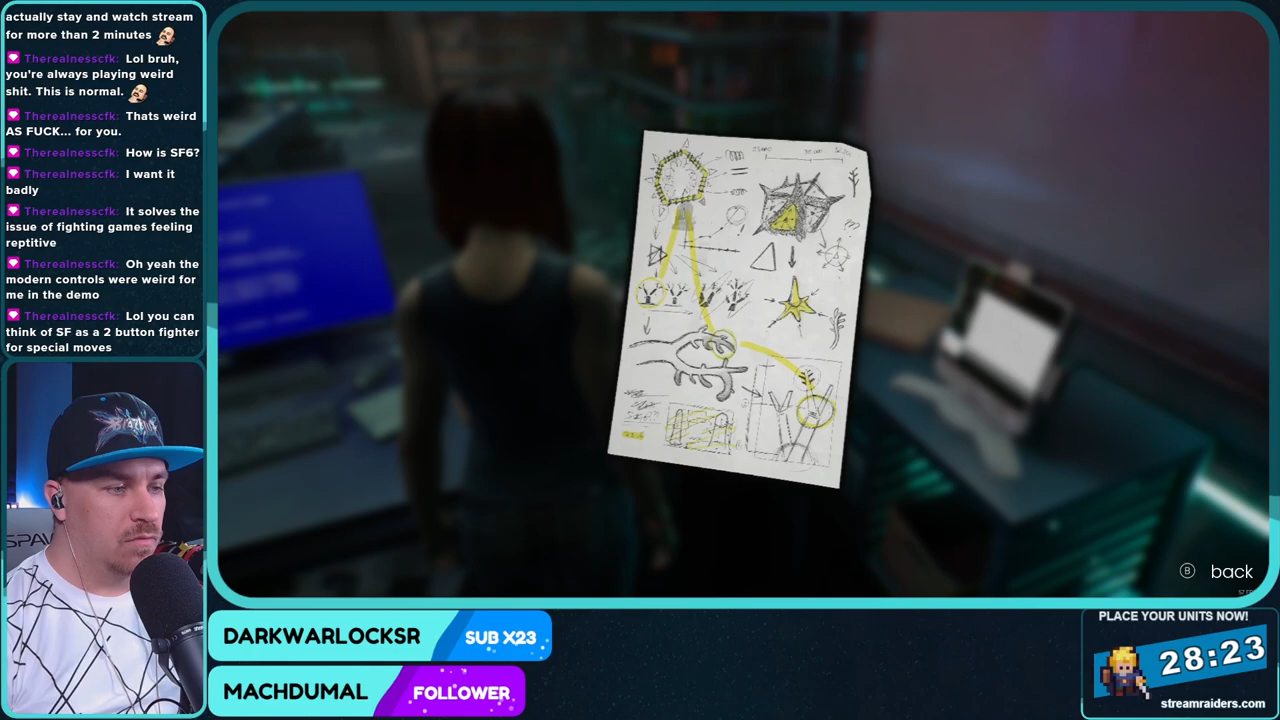 actually stay and watch stream
for more than 2 minutes
Therealnesscfk: Lol bruh,
you're always playing weird
shit. This is normal.
Therealnesscfk: Thats weird
AS FUCK... for you.
Therealnesscfk: How is SF6?
Therealnesscfk: I want it
badly
Therealnesscfk: It solves the
issue of fighting games feeling
reptitive
Therealnesscfk: Oh yeah the
modern controls were weird for
me in the demo
Therealnesscfk: Lol you can
think of SF as a 2 button fighter
for special moves
B back
DARKWARLOCKSR SUB X23
MACHDUMAL FOLLOWER
PLACE YOUR UNITS NOW!
28:23
streamraiders.com